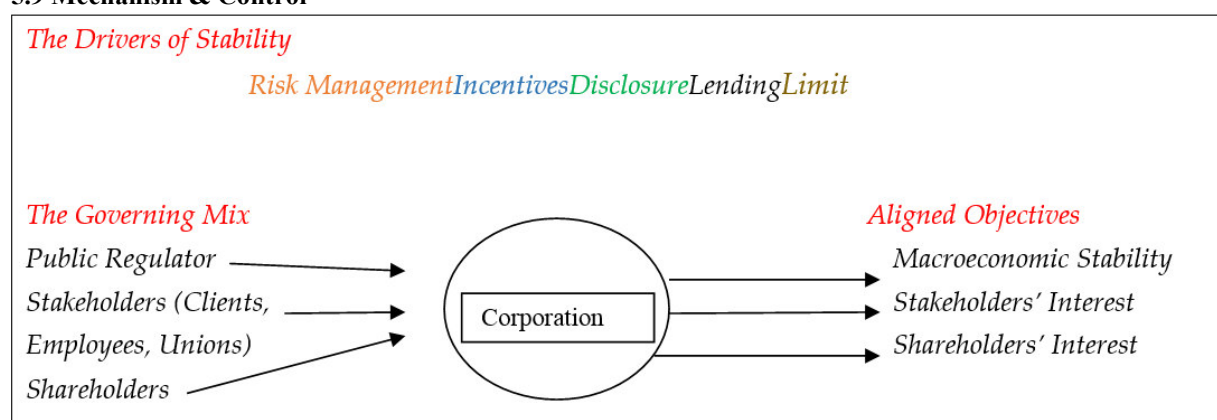 The Drivers of Stability
Risk ManagementIncentivesDisclosureLendingLimit
The Governing Mix
Public Regulator
Stakeholders (Clients,
Employees, Unions)
Shareholders
Corporation
Aligned Objectives
Macroeconomic Stability
Stakeholders' Interest
Shareholders' Interest